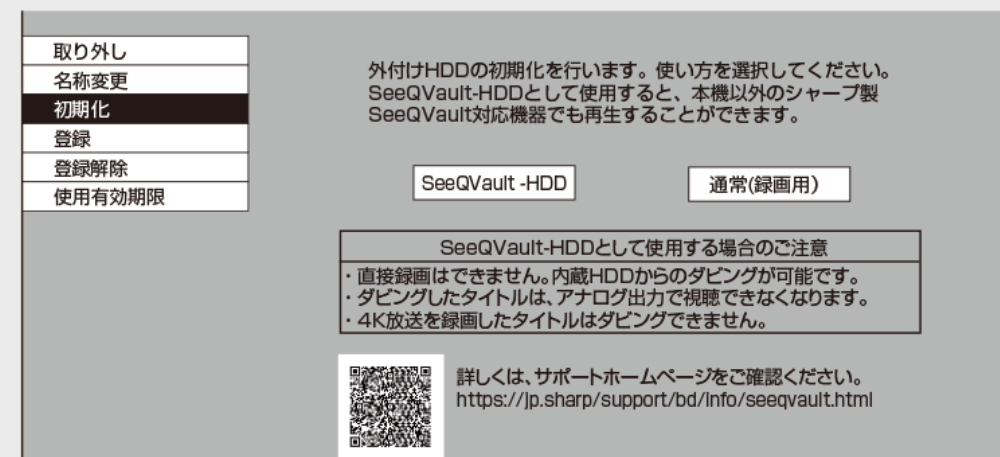 取り外し
名称変更
初期化
登録
登録解除
使用有効期限
外付けHDDの初期化を行います。使い方を選択してください。
SeeQVault-HDDとして使用すると、本機以外のシャープ製
SeeQVault対応機器でも再生することができます。
SeeQVault -HDD
通常(録画用)
SeeQVault-HDDとして使用する場合のご注意
・直接録画はできません。内蔵HDDからのダビングが可能です。
・ダビングしたタイトルは、アナログ出力で視聴できなくなります。
・4K放送を録画したタイトルはダビングできません。
詳しくは、サポートホームページをご確認ください。
https://jp.sharp/support/bd/info/seeqvault.html